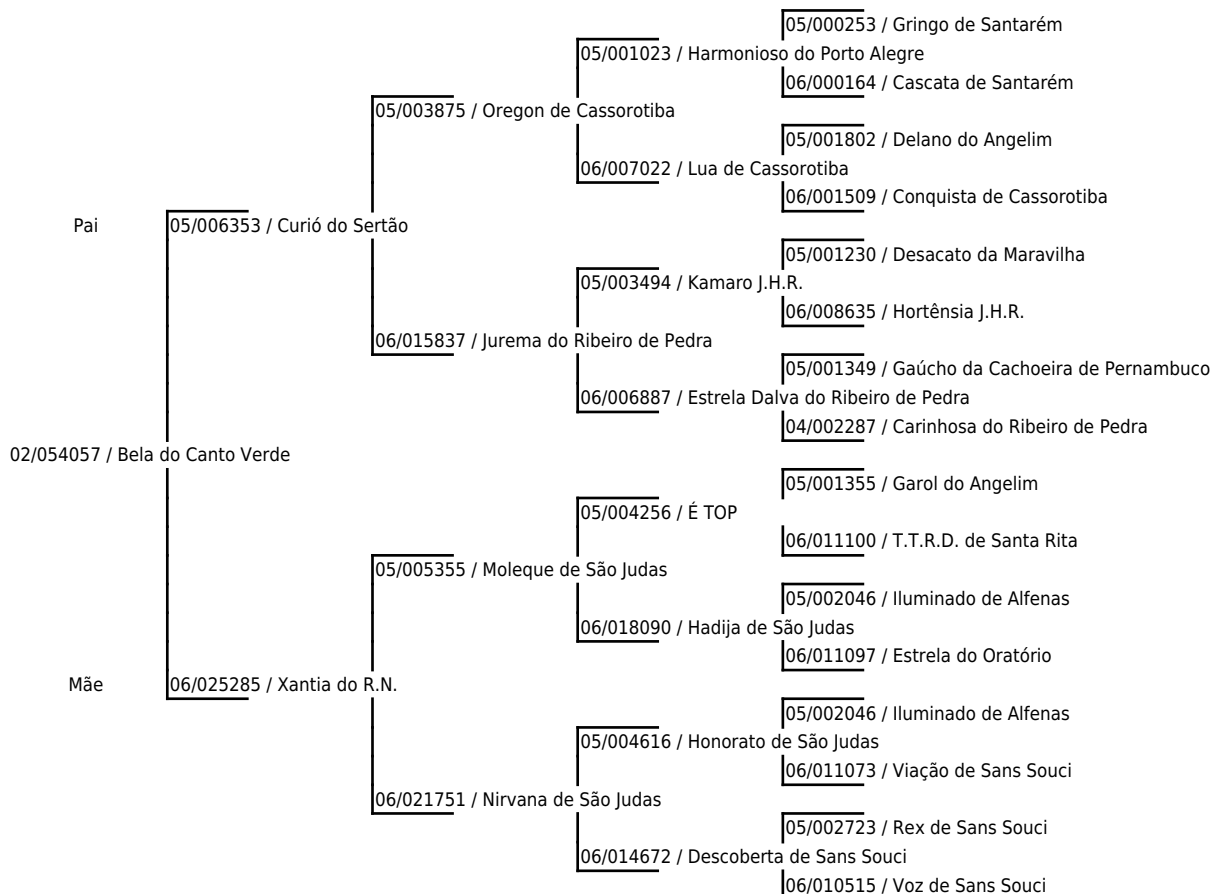 05/000253 / Gringo de Santarém
05/001023 / Harmonioso do Porto Alegre
06/000164 / Cascata de Santarém
05/003875 / Oregon de Cassorotiba
05/001802 / Delano do Angelim
06/007022 / Lua de Cassorotiba
06/001509 / Conquista de Cassorotiba
Pai
05/006353 / Curió do Sertão
05/001230 / Desacato da Maravilha
05/003494 / Kamaro J.H.R.
06/008635 / Hortênsia J.H.R.
06/015837 / Jurema do Ribeiro de Pedra
05/001349 / Gaúcho da Cachoeira de Pernambuco
06/006887 / Estrela Dalva do Ribeiro de Pedra
04/002287 / Carinhosa do Ribeiro de Pedra
02/054057 / Bela do Canto Verde
05/001355 / Garol do Angelim
05/004256 / É TOP
06/011100 / T.T.R.D. de Santa Rita
05/005355 / Moleque de São Judas
05/002046 / Iluminado de Alfenas
06/018090 / Hadija de São Judas
06/011097 / Estrela do Oratório
Mãe
06/025285 / Xantia do R.N.
05/002046 / Iluminado de Alfenas
05/004616 / Honorato de São Judas
06/011073 / Viação de Sans Souci
06/021751 / Nirvana de São Judas
05/002723 / Rex de Sans Souci
06/014672 / Descoberta de Sans Souci
06/010515 / Voz de Sans Souci